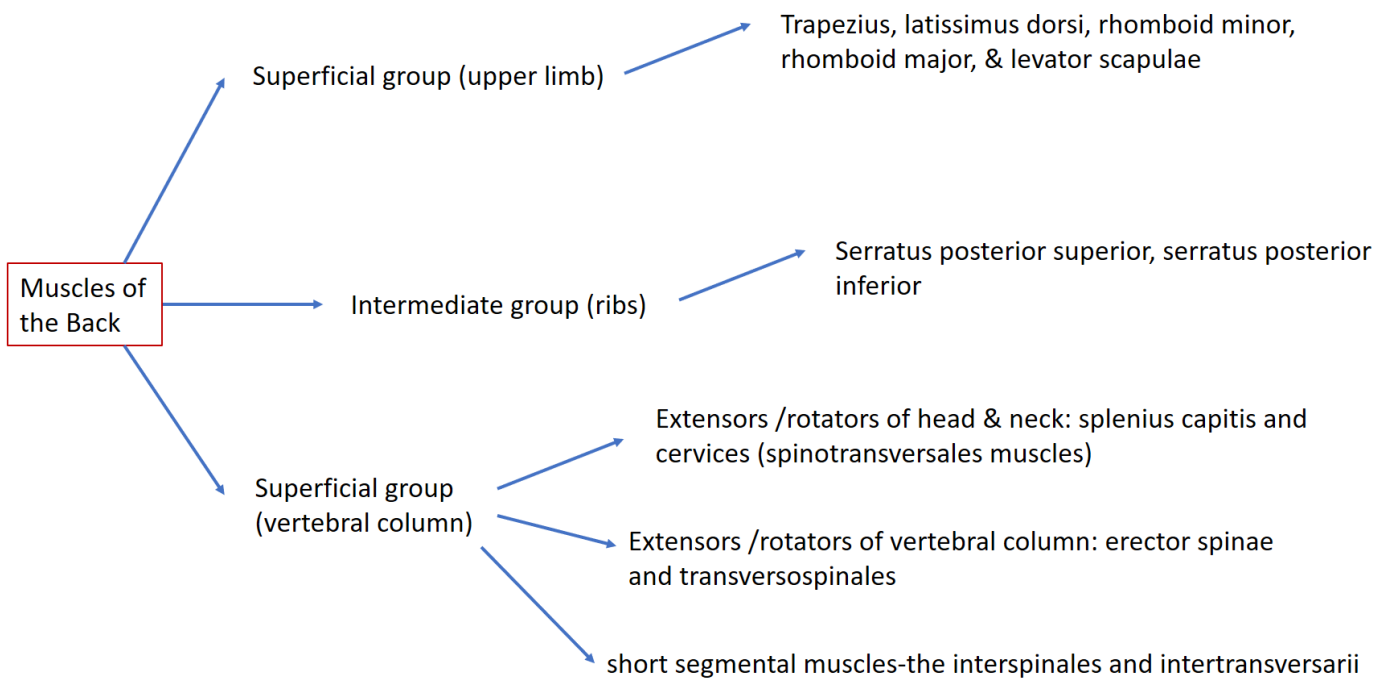 Muscles of
the Back
Superficial group (upper limb)
Trapezius, latissimus dorsi, rhomboid minor,
rhomboid major, & levator scapulae
Intermediate group (ribs)
Serratus posterior superior, serratus posterior
inferior
Superficial group
(vertebral column)
Extensors /rotators of head & neck: splenius capitis and
cervices (spinotransversales muscles)
Extensors /rotators of vertebral column: erector spinae
and transversospinales
short segmental muscles-the interspinales and intertransversarii